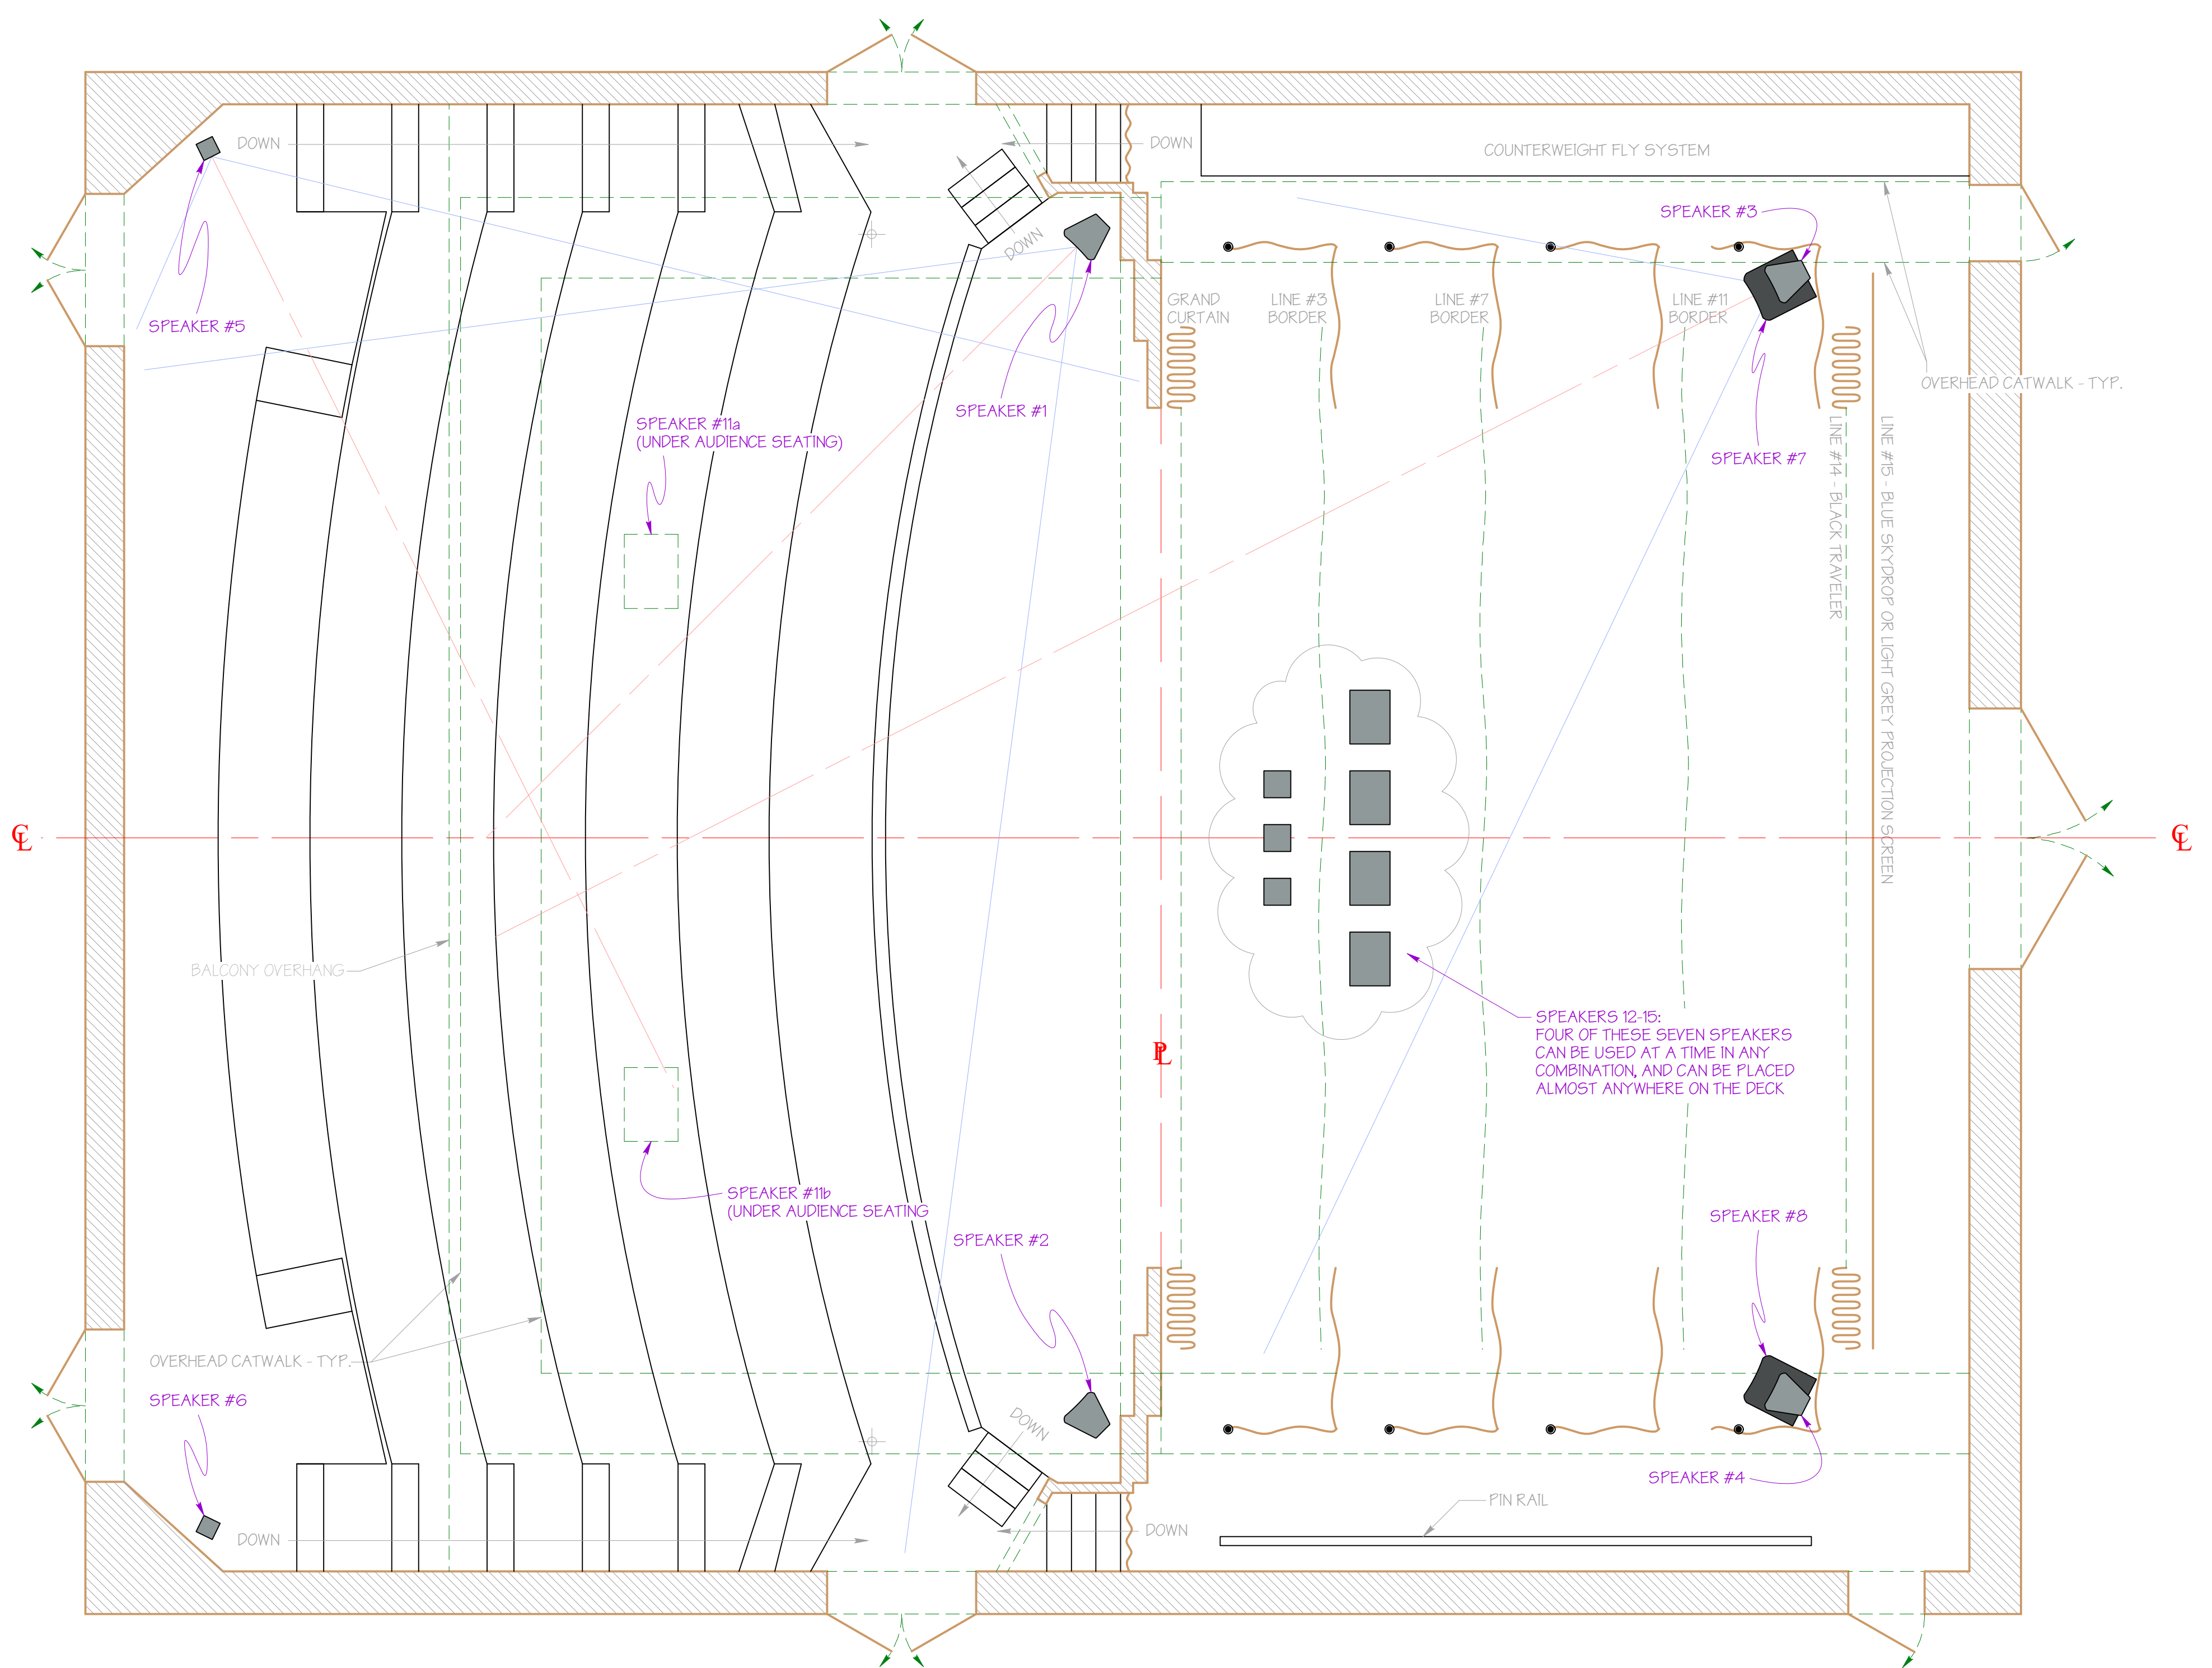 DOWN
DOWN
COUNTERWEIGHT FLY SYSTEM
SPEAKER #3
DOWN
GRAND
CURTAIN
LINE #3
BORDER
LINE #7
BORDER
LINE #11
BORDER
SPEAKER #5
OVERHEAD CATWALK - TYP.
SPEAKER #1
SPEAKER #11a
(UNDER AUDIENCE SEATING)
SPEAKER #7
LINE #14 - BLACK TRAVELER
LINE #15 - BLUE SKYDROP OR LIGHT GREY PROJECTION SCREEN
CL
CL
BALCONY OVERHANG
SPEAKERS 12-15:
FOUR OF THESE SEVEN SPEAKERS
CAN BE USED AT A TIME IN ANY
COMBINATION, AND CAN BE PLACED
ALMOST ANYWHERE ON THE DECK
PL
SPEAKER #11b
(UNDER AUDIENCE SEATING
SPEAKER #8
SPEAKER #2
OVERHEAD CATWALK - TYP.
SPEAKER #6
DOWN
SPEAKER #4
PIN RAIL
DOWN
DOWN